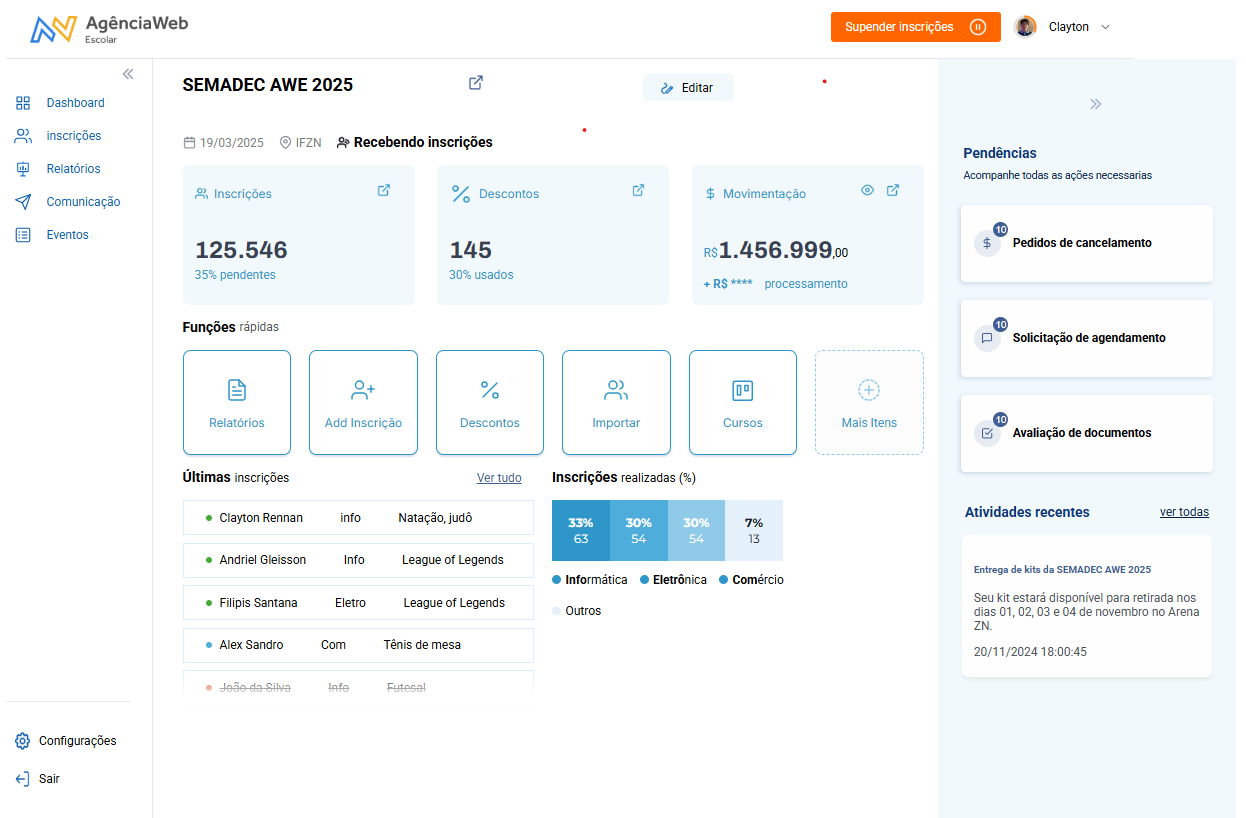 AgênciaWeb
Escolar
Supender inscrições
Clayton
Dashboard
inscrições
Relatórios
Comunicação
Eventos
Configurações
Sair
SEMADEC AWE 2025
Editar
19/03/2025 IFZN Recebendo inscrições
Inscrições
125.546
35% pendentes
Descontos
145
30% usados
Movimentação
R$1.456.999,00
+ R$ **** processamento
Funções rápidas
Relatórios
Add Inscrição
Descontos
Importar
Cursos
Mais Itens
Últimas inscrições Ver tudo
Clayton Rennan info Natação, judô
Andriel Gleisson Info League of Legends
Filipis Santana Eletro League of Legends
Alex Sandro Com Tênis de mesa
João da Silva Info Futesal
Inscrições realizadas (%)
33% 30% 30% 7%
63 54 54 13
Informática Eletrônica Comércio
Outros
Pendências
Acompanhe todas as ações necessarias
10
Pedidos de cancelamento
10
Solicitação de agendamento
10
Avaliação de documentos
Atividades recentes ver todas
Entrega de kits da SEMADEC AWE 2025
Seu kit estará disponível para retirada nos
dias 01, 02, 03 e 04 de novembro no Arena
ZN.
20/11/2024 18:00:45